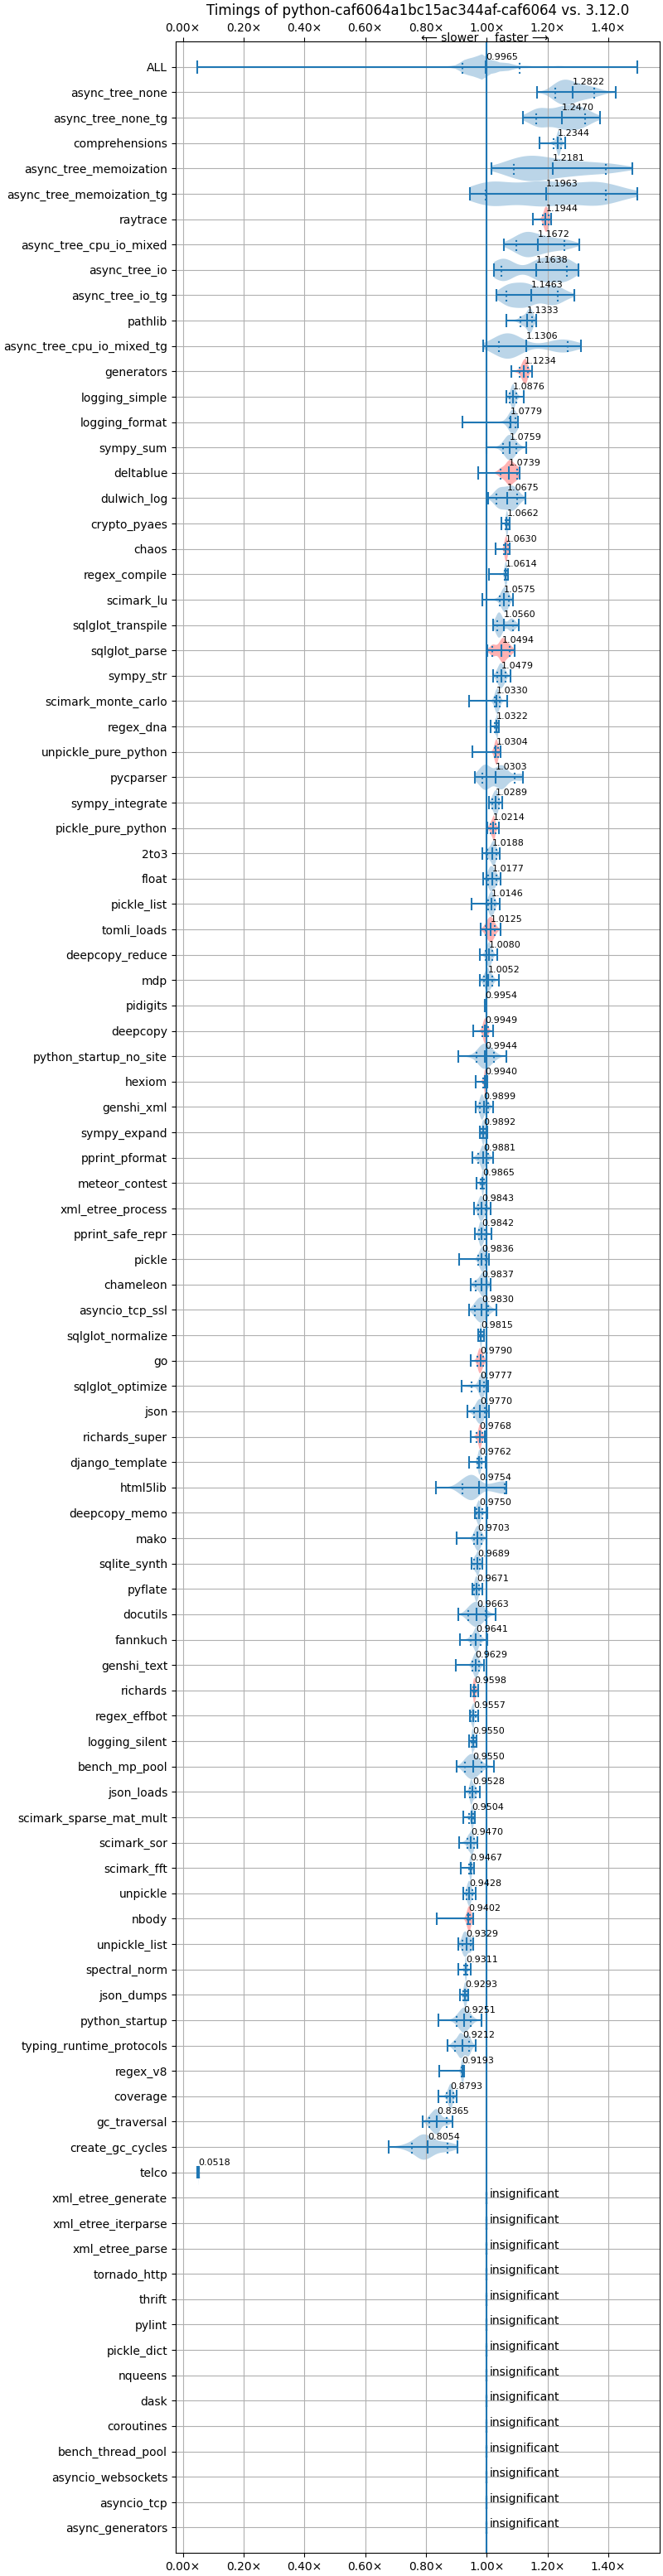 Timings of python-caf6064a1bc15ac344af-caf6064 vs. 3.12.0
0.00× 0.20× 0.40× 0.60× 0.80× 1.00× 1.20× 1.40×
← slower faster →
ALL 0.9965
async_tree_none 1.2822
async_tree_none_tg 1.2470
comprehensions 1.2344
async_tree_memoization 1.2181
async_tree_memoization_tg 1.1963
raytrace 1.1944
async_tree_cpu_io_mixed 1.1672
async_tree_io 1.1638
async_tree_io_tg 1.1463
pathlib 1.1333
async_tree_cpu_io_mixed_tg 1.1306
generators 1.1234
logging_simple 1.0876
logging_format 1.0779
sympy_sum 1.0759
deltablue 1.0739
dulwich_log 1.0675
crypto_pyaes 1.0662
chaos 1.0630
regex_compile 1.0614
scimark_lu 1.0575
sqlglot_transpile 1.0560
sqlglot_parse 1.0494
sympy_str 1.0479
scimark_monte_carlo 1.0330
regex_dna 1.0322
unpickle_pure_python 1.0304
pycparser 1.0303
sympy_integrate 1.0289
pickle_pure_python 1.0214
2to3 1.0188
float 1.0177
pickle_list 1.0146
tomli_loads 1.0125
deepcopy_reduce 1.0080
mdp 1.0052
pidigits 0.9954
deepcopy 0.9949
python_startup_no_site 0.9944
hexiom 0.9940
genshi_xml 0.9899
sympy_expand 0.9892
pprint_pformat 0.9881
meteor_contest 0.9865
xml_etree_process 0.9843
pprint_safe_repr 0.9842
pickle 0.9836
chameleon 0.9837
asyncio_tcp_ssl 0.9830
sqlglot_normalize 0.9815
go 0.9790
sqlglot_optimize 0.9777
json 0.9770
richards_super 0.9768
django_template 0.9762
html5lib 0.9754
deepcopy_memo 0.9750
mako 0.9703
sqlite_synth 0.9689
pyflate 0.9671
docutils 0.9663
fannkuch 0.9641
genshi_text 0.9629
richards 0.9598
regex_effbot 0.9557
logging_silent 0.9550
bench_mp_pool 0.9550
json_loads 0.9528
scimark_sparse_mat_mult 0.9504
scimark_sor 0.9470
scimark_fft 0.9467
unpickle 0.9428
nbody 0.9402
unpickle_list 0.9329
spectral_norm 0.9311
json_dumps 0.9293
python_startup 0.9251
typing_runtime_protocols 0.9212
regex_v8 0.9193
coverage 0.8793
gc_traversal 0.8365
create_gc_cycles 0.8054
telco 0.0518
xml_etree_generate insignificant
xml_etree_iterparse insignificant
xml_etree_parse insignificant
tornado_http insignificant
thrift insignificant
pylint insignificant
pickle_dict insignificant
nqueens insignificant
dask insignificant
coroutines insignificant
bench_thread_pool insignificant
asyncio_websockets insignificant
asyncio_tcp insignificant
async_generators insignificant
0.00× 0.20× 0.40× 0.60× 0.80× 1.00× 1.20× 1.40×